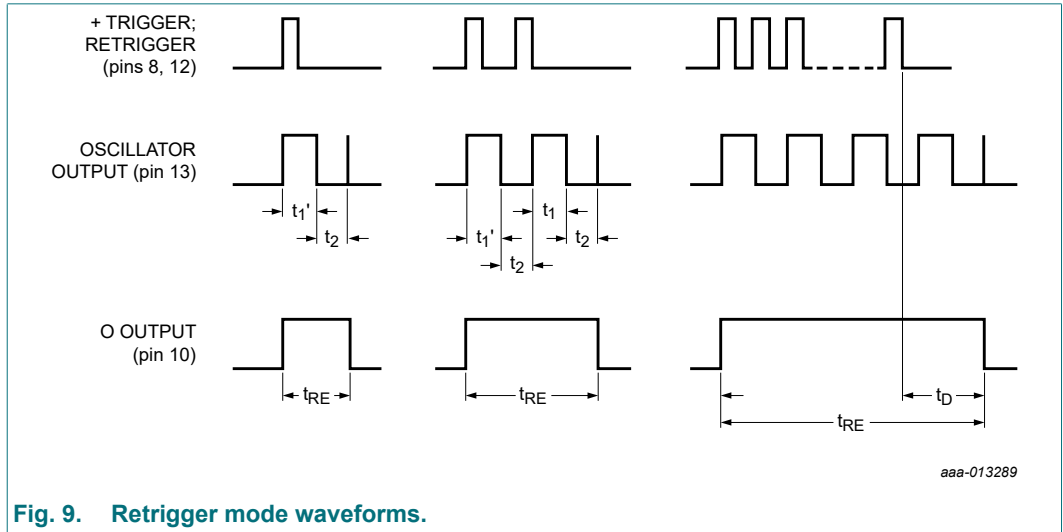 + TRIGGER;
RETRIGGER
(pins 8, 12)
OSCILLATOR
OUTPUT (pin 13)
t1' t1
t2 t1' t2
t2
O OUTPUT
(pin 10)
tRE tRE tD
tRE
aaa-013289
Fig. 9. Retrigger mode waveforms.